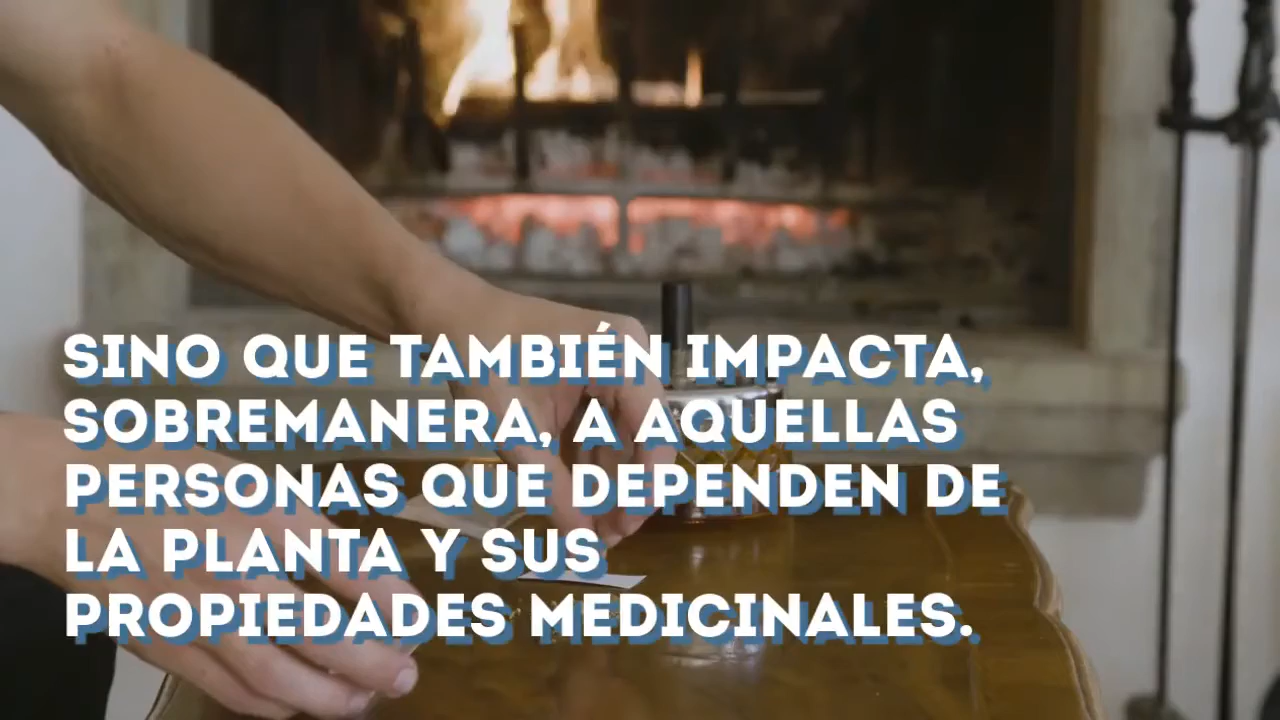 SINO QUE TAMBIÉN IMPACTA,
SOBREMANERA, A AQUELLAS
PERSONAS QUE DEPENDEN DE
LA PLANTA Y SUS
PROPIEDADES MEDICINALES.